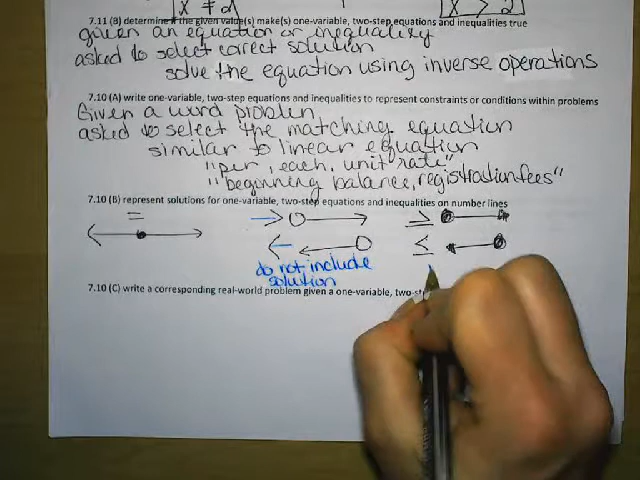 x ≠ 2
x > 2
7.11 (B) determine if the given value(s) make(s) one-variable, two-step equations and inequalities true
given an equation or inequality
asked to select correct solution
solve the equation using inverse operations
7.10 (A) write one-variable, two-step equations and inequalities to represent constraints or conditions within problems
Given a word problem,
asked to select the matching equation
similar to linear equation
"per, each, unit rate"
"beginning balance, registration fees"
7.10 (B) represent solutions for one-variable, two-step equations and inequalities on number lines
= > ≥
< ≤
do not include
solution
7.10 (C) write a corresponding real-world problem given a one-variable,